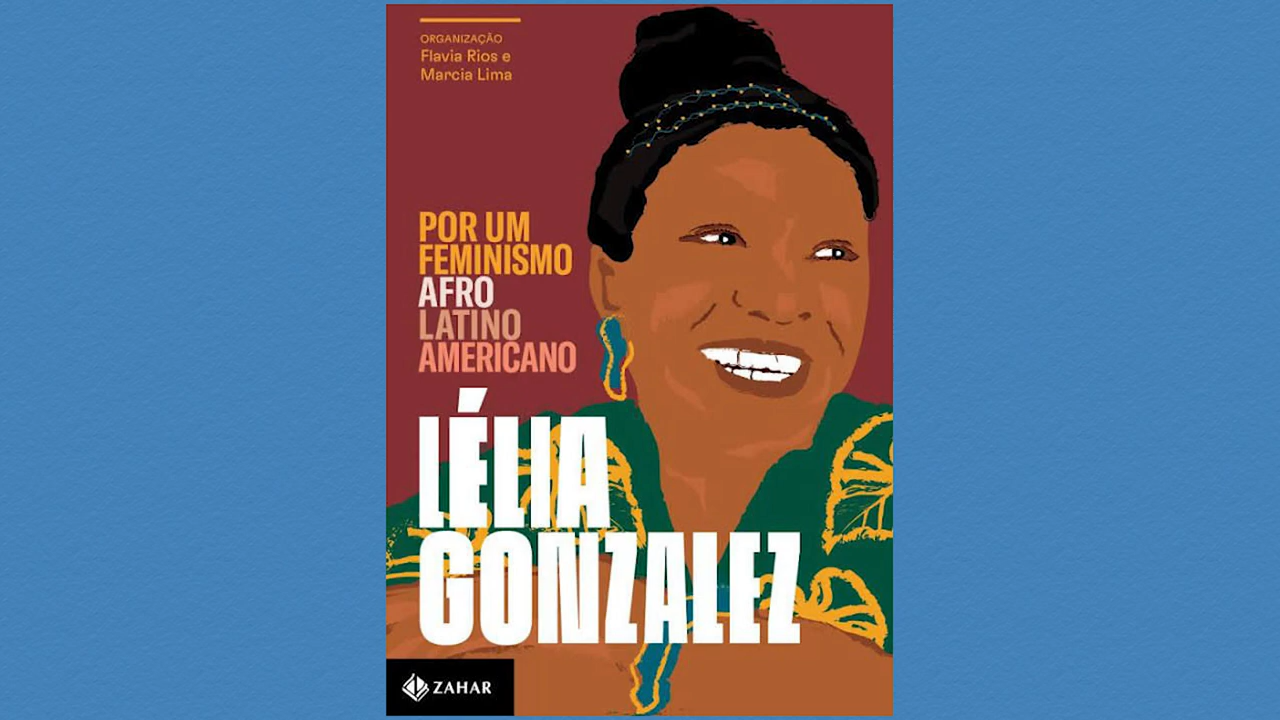 ORGANIZAÇÃO
Flavia Rios e
Marcia Lima
POR UM
FEMINISMO
AFRO
LATINO
AMERICANO
LÉLIA
GONZALEZ
ZAHAR